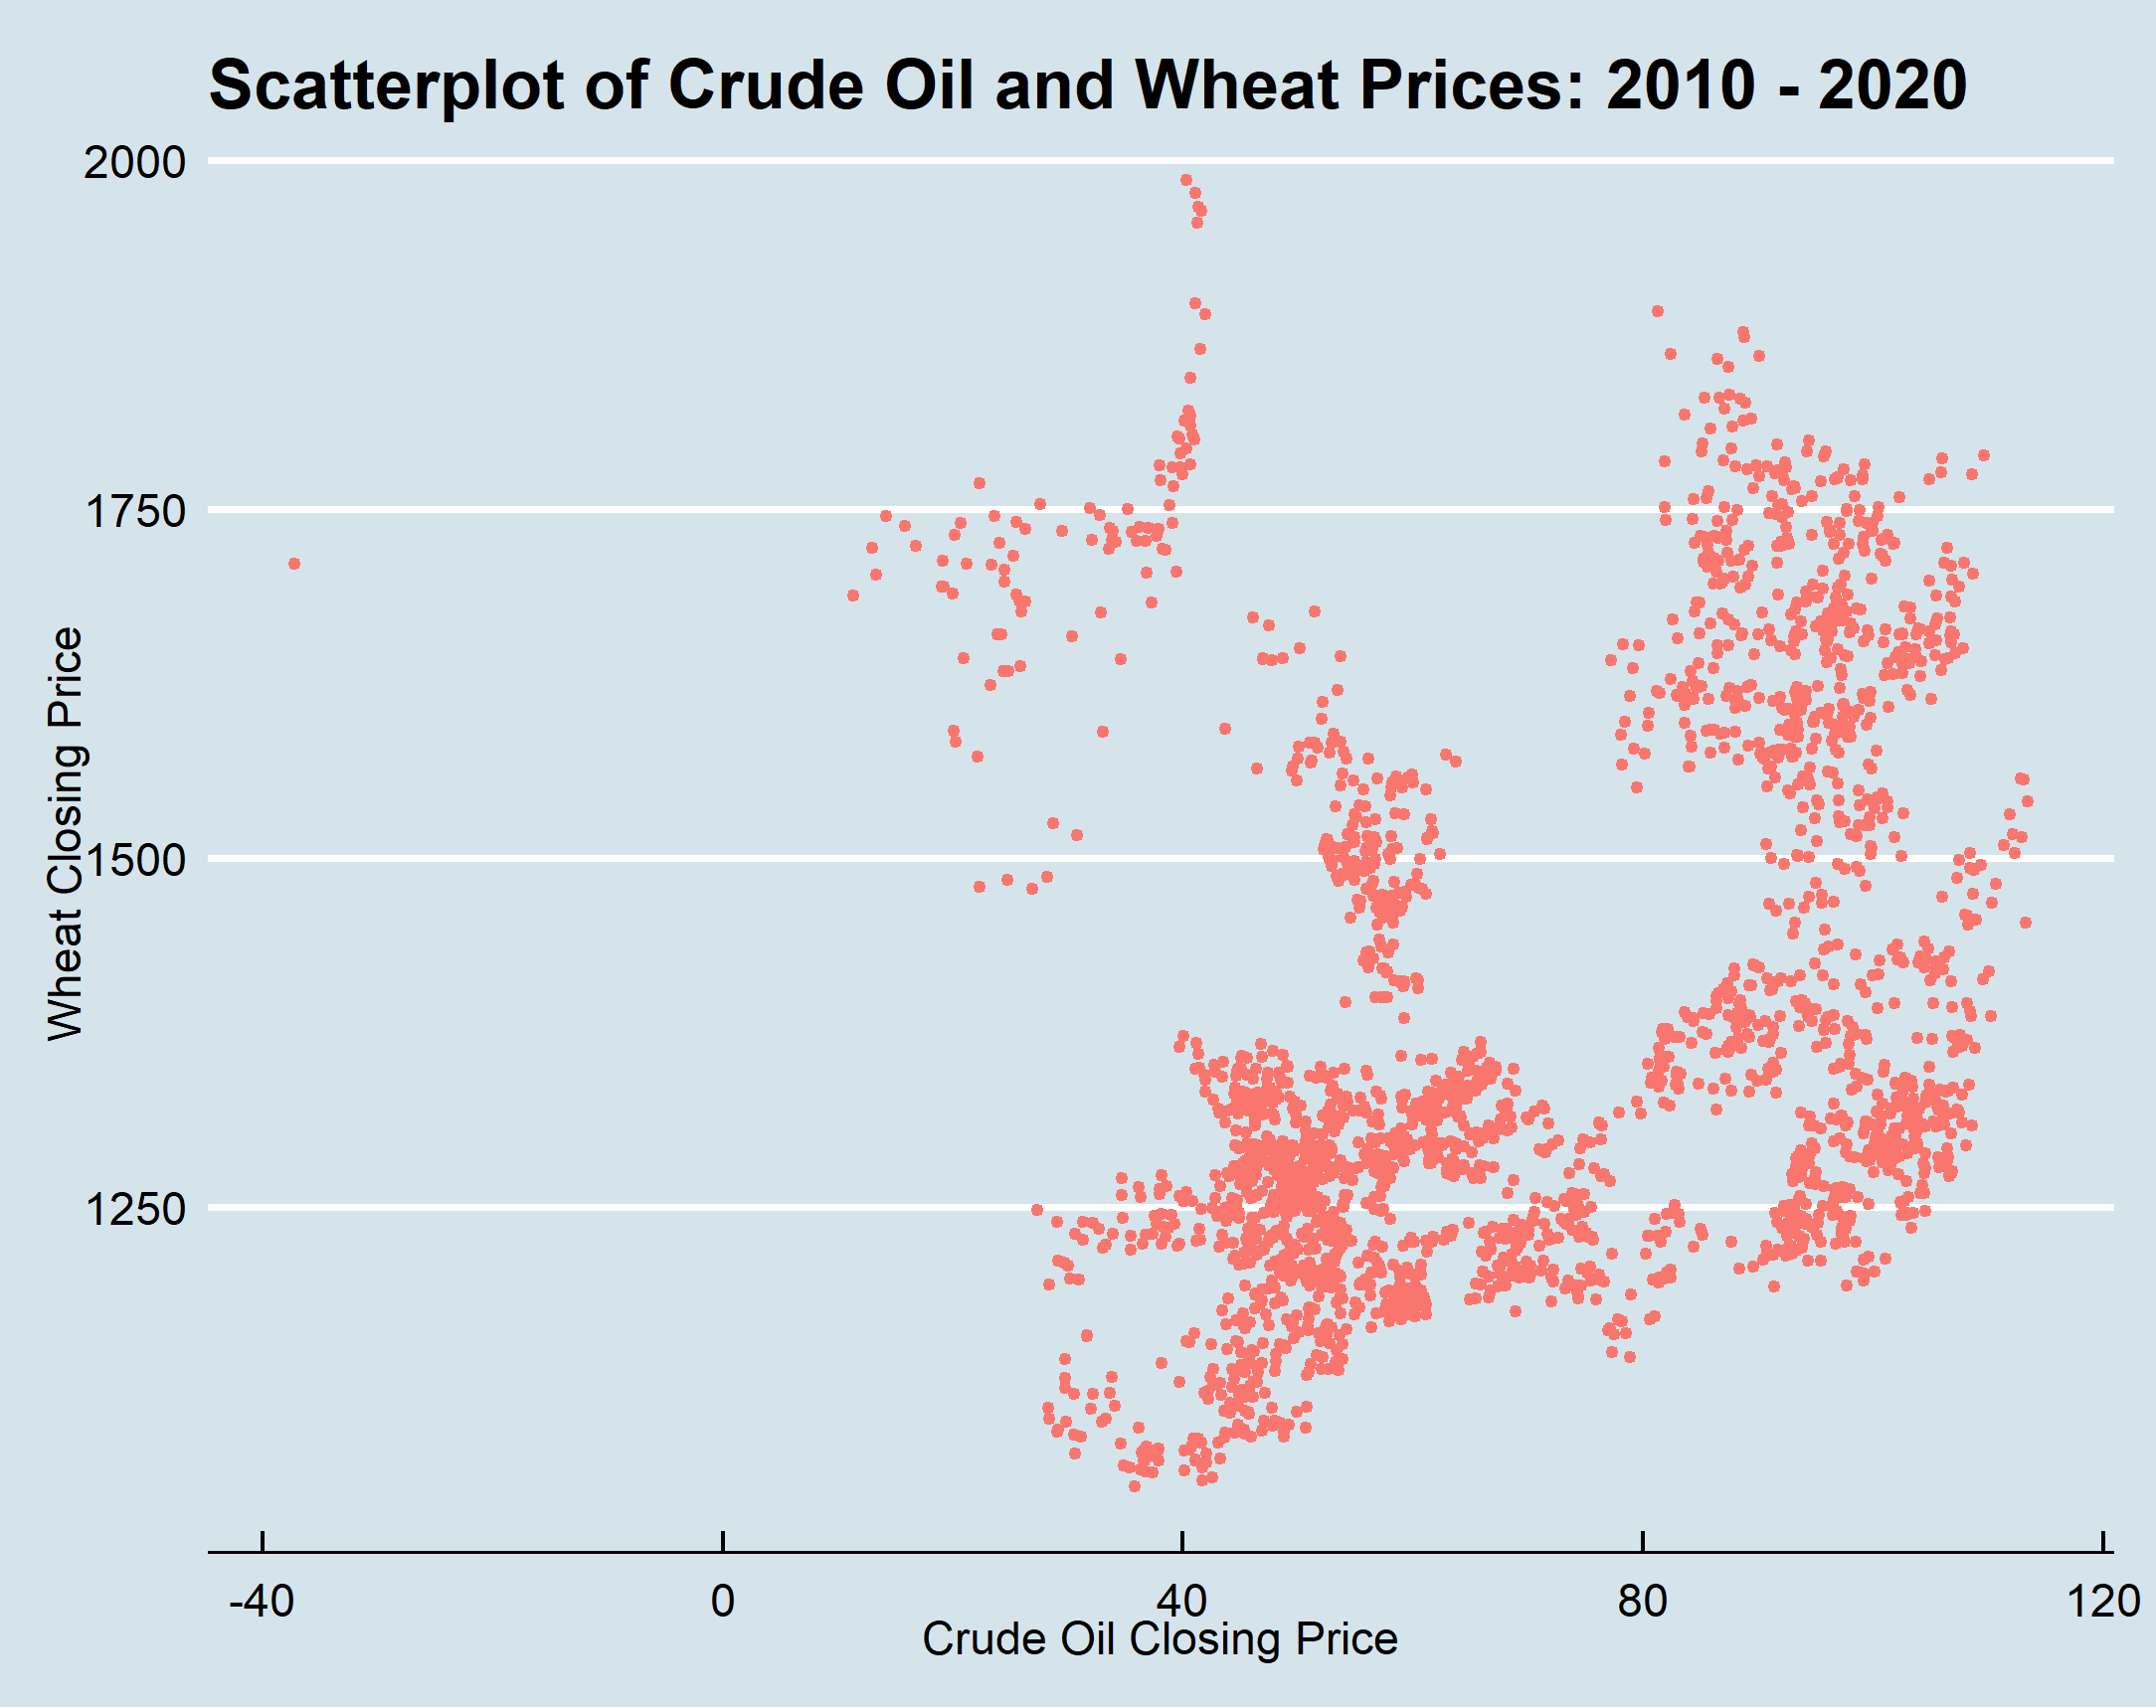 Scatterplot of Crude Oil and Wheat Prices: 2010 - 2020
2000
1750
1500
1250
Wheat Closing Price
-40 0 40 80 120
Crude Oil Closing Price